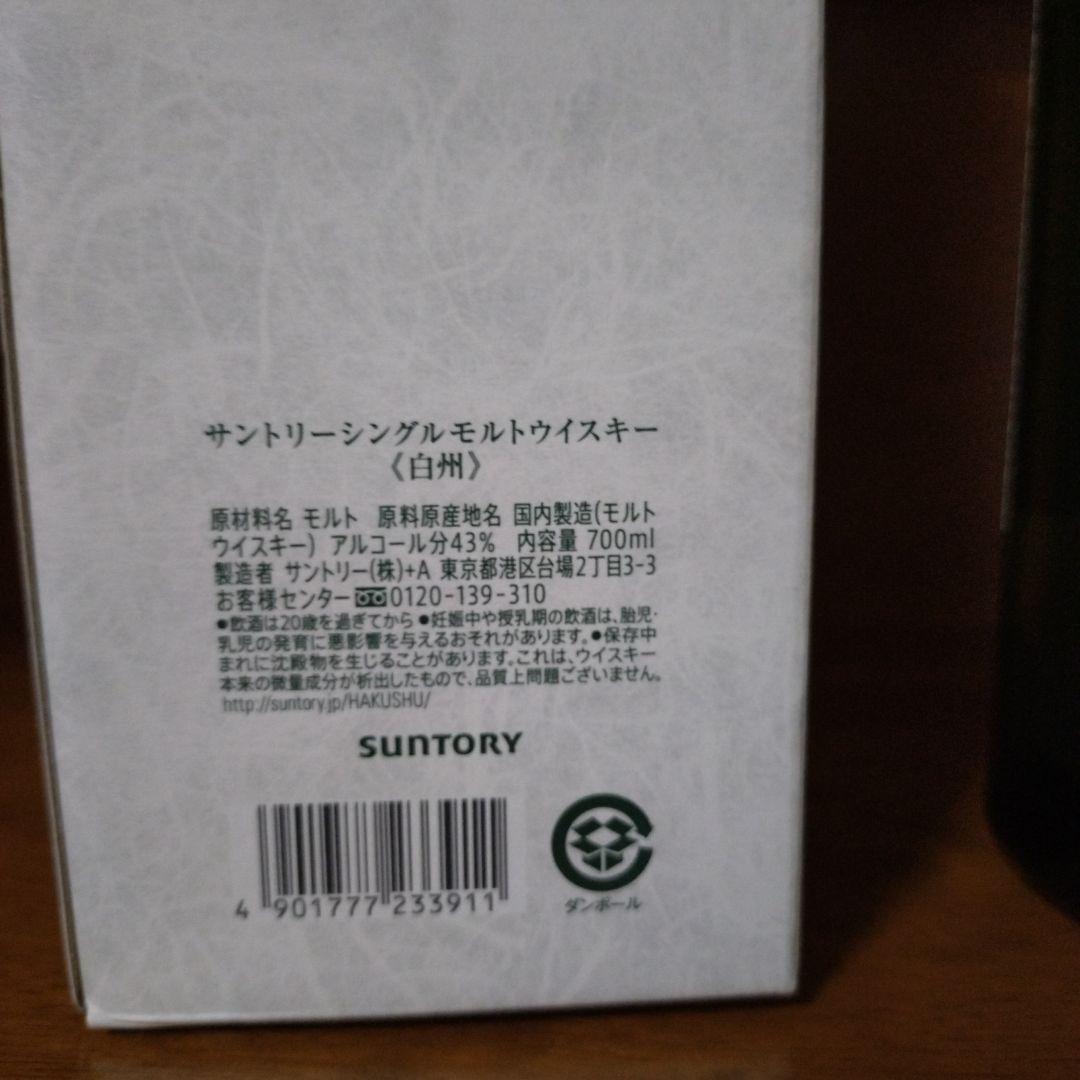 サントリーシングルモルトウイスキー
《白州》
原材料名 モルト 原料原産地名 国内製造(モルト
ウイスキー) アルコール分43% 内容量 700ml
製造者 サントリー(株)+A 東京都港区台場2丁目3-3
お客様センター 0120-139-310
●飲酒は20歳を過ぎてから ●妊娠中や授乳期の飲酒は、胎児・
乳児の発育に悪影響を与えるおそれがあります。●保存中
まれに沈殿物を生じることがあります。これは、ウイスキー
本来の微量成分が析出したもので、品質上問題ございません。
http://suntory.jp/HAKUSHU/
SUNTORY
4 901777 233911
ダンボール